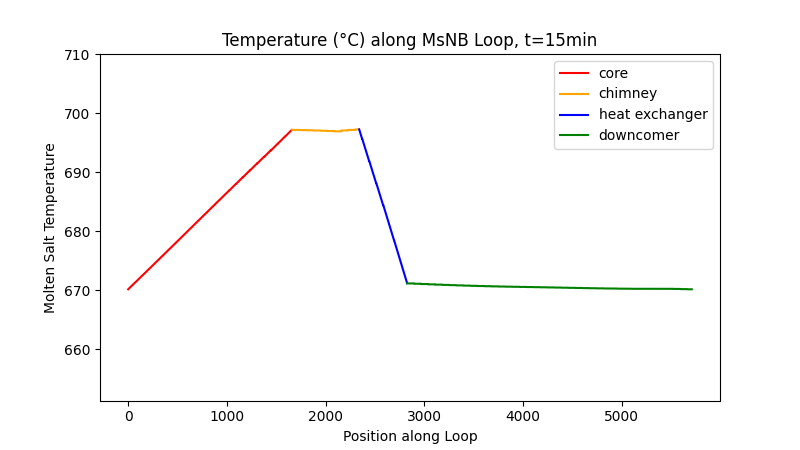 Temperature (°C) along MsNB Loop, t=15min
710
700
690
680
670
660
Molten Salt Temperature
core
chimney
heat exchanger
downcomer
0 1000 2000 3000 4000 5000
Position along Loop